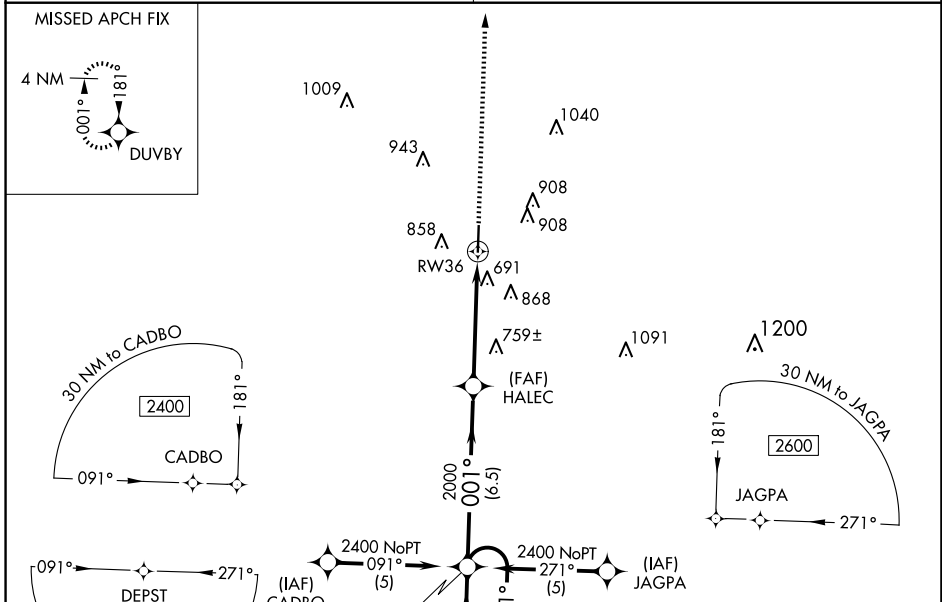 MISSED APCH FIX
4 NM
001°
181°
DUVBY
1009
1040
943
908
908
858
RW36
691
868
759±
1091
1200
(FAF)
HALEC
30 NM to CADBO
2400
181°
CADBO
091°
30 NM to JAGPA
181°
2600
JAGPA
271°
2000
001°
(6.5)
2400 NoPT
091°
(5)
2400 NoPT
271°
(5)
(IAF)
JAGPA
(IAF)
CADBO
091°
271°
DEPST